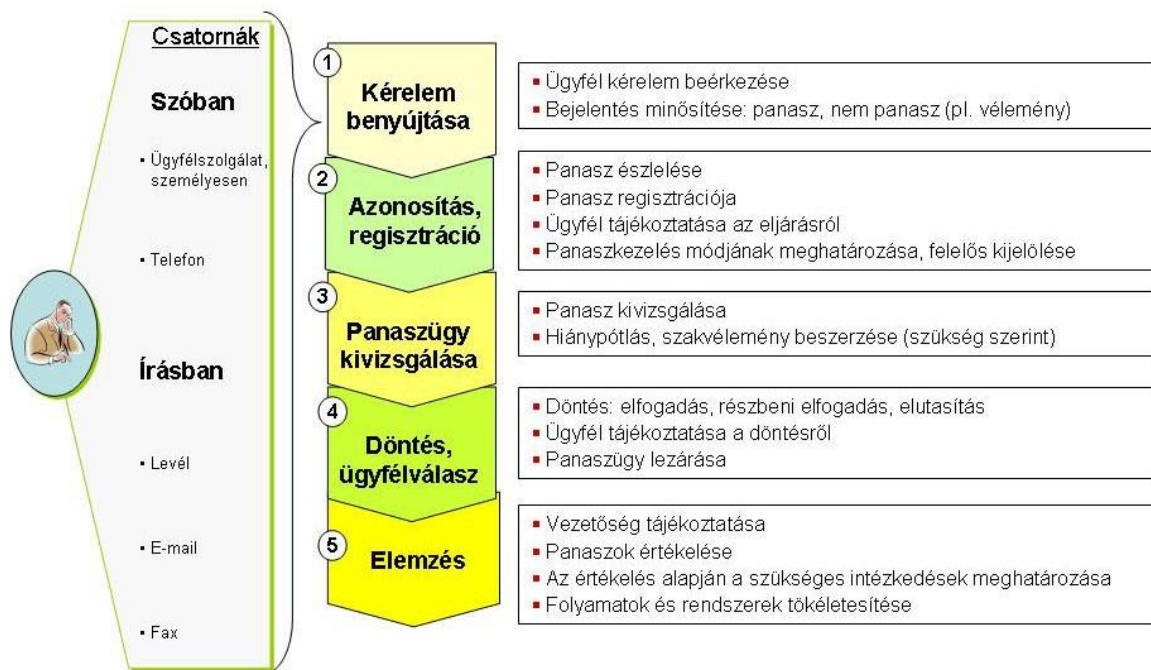 Csatornák
Szóban
▪ Ügyfélszolgálat,
személyesen
▪ Telefon
Írásban
▪ Levél
▪ E-mail
▪ Fax
1
Kérelem
benyújtása
▪ Ügyfél kérelem beérkezése
▪ Bejelentés minősítése: panasz, nem panasz (pl. vélemény)
2
Azonosítás,
regisztráció
▪ Panasz észlelése
▪ Panasz regisztrációja
▪ Ügyfél tájékoztatása az eljárásról
▪ Panaszkezelés módjának meghatározása, felelős kijelölése
3
Panaszügy
kivizsgálása
▪ Panasz kivizsgálása
▪ Hiánypótlás, szakvélemény beszerzése (szükség szerint)
4
Döntés,
ügyfélválasz
▪ Döntés: elfogadás, részbeni elfogadás, elutasítás
▪ Ügyfél tájékoztatása a döntésről
▪ Panaszügy lezárása
5
Elemzés
▪ Vezetőség tájékoztatása
▪ Panaszok értékelése
▪ Az értékelés alapján a szükséges intézkedések meghatározása
▪ Folyamatok és rendszerek tökéletesítése